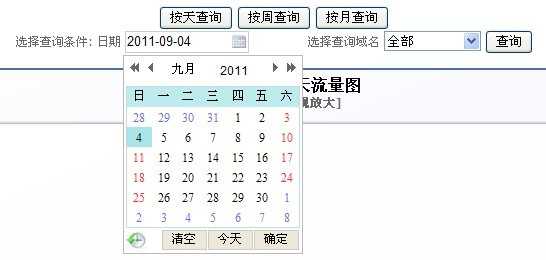 按天查询 按周查询 按月查询
选择查询条件: 日期 2011-09-04 选择查询域名 全部 查询
九月 2011
天流量图
日 一 二 三 四 五 六
28 29 30 31 1 2 3
4 5 6 7 8 9 10
11 12 13 14 15 16 17
18 19 20 21 22 23 24
25 26 27 28 29 30 1
2 3 4 5 6 7 8
清空 今天 确定